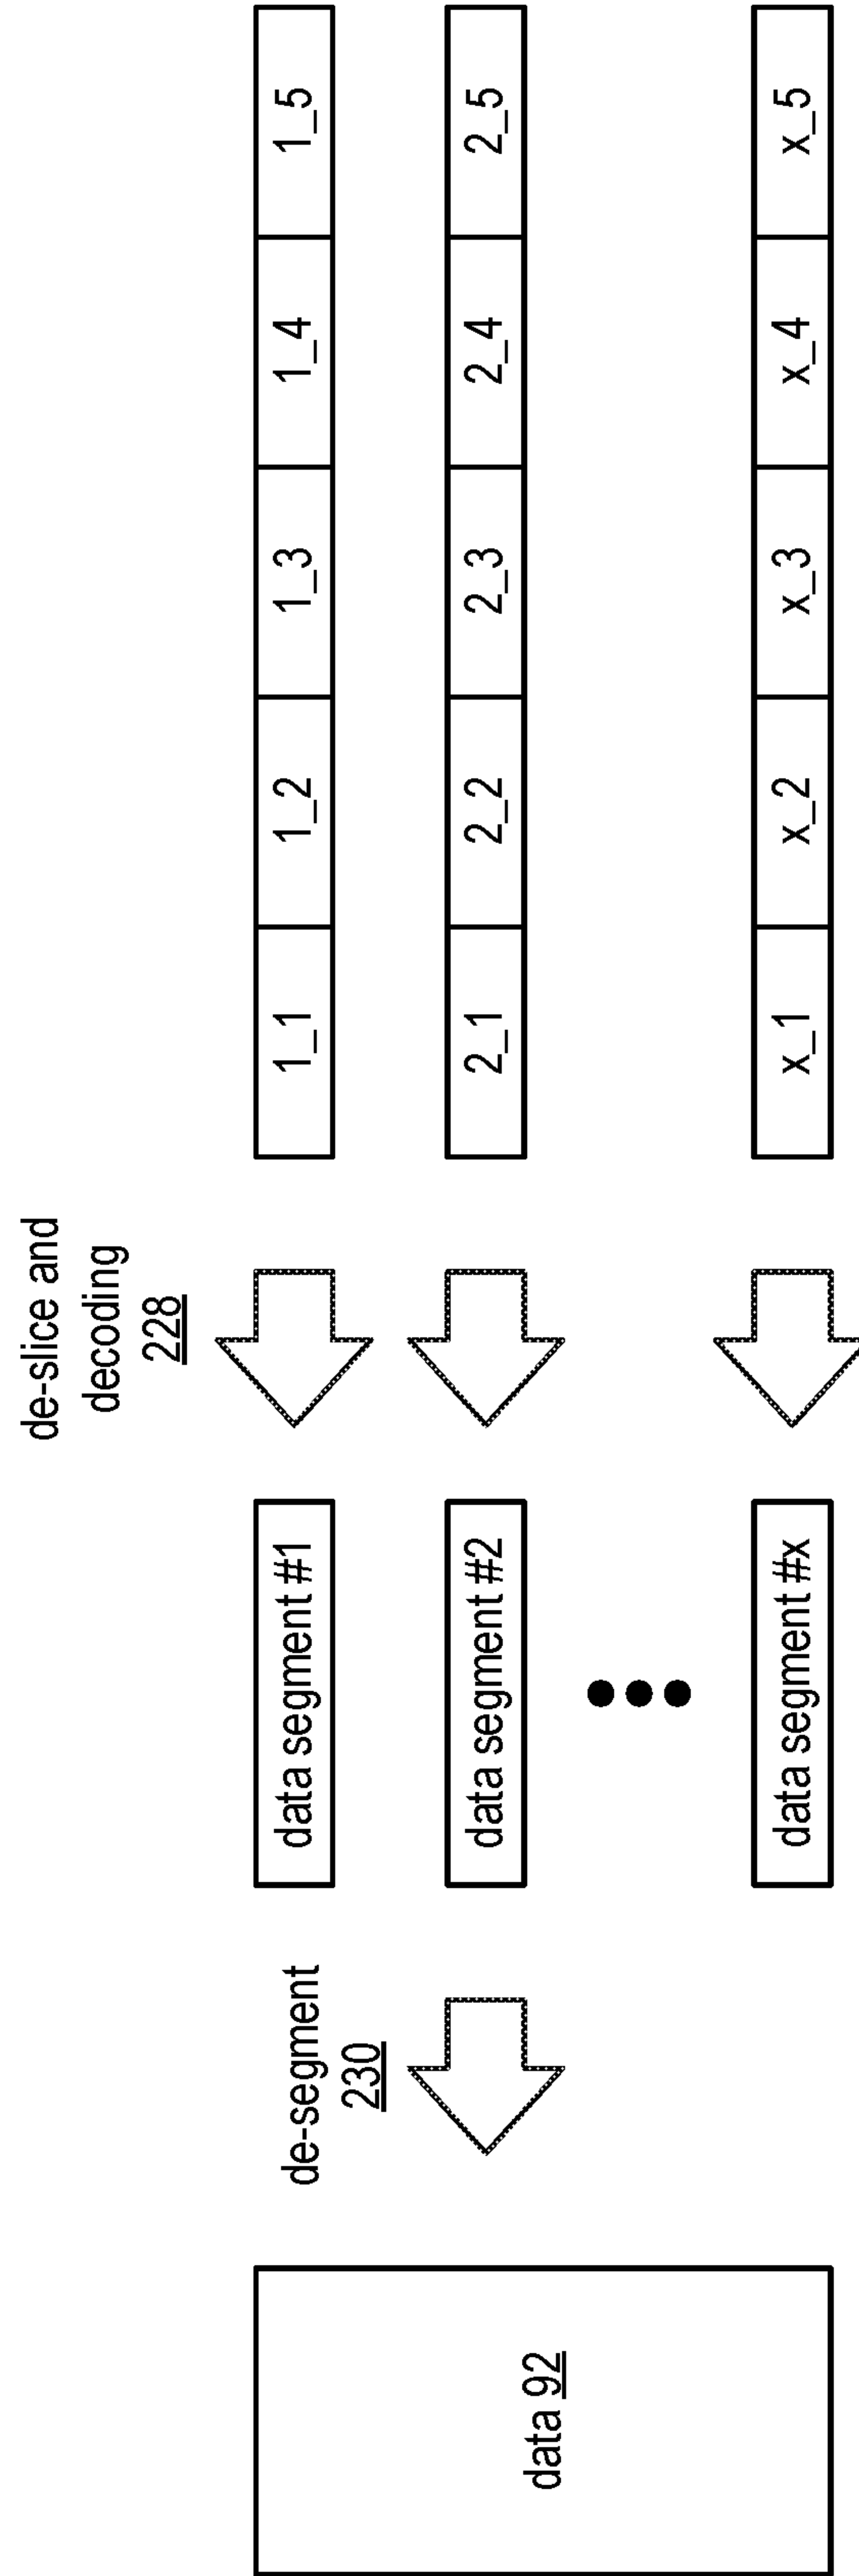 de-slice and
decoding
228
de-segment
230
data 92
data segment #1
1_1
1_2
1_3
1_4
1_5
data segment #2
2_1
2_2
2_3
2_4
2_5
data segment #x
x_1
x_2
x_3
x_4
x_5